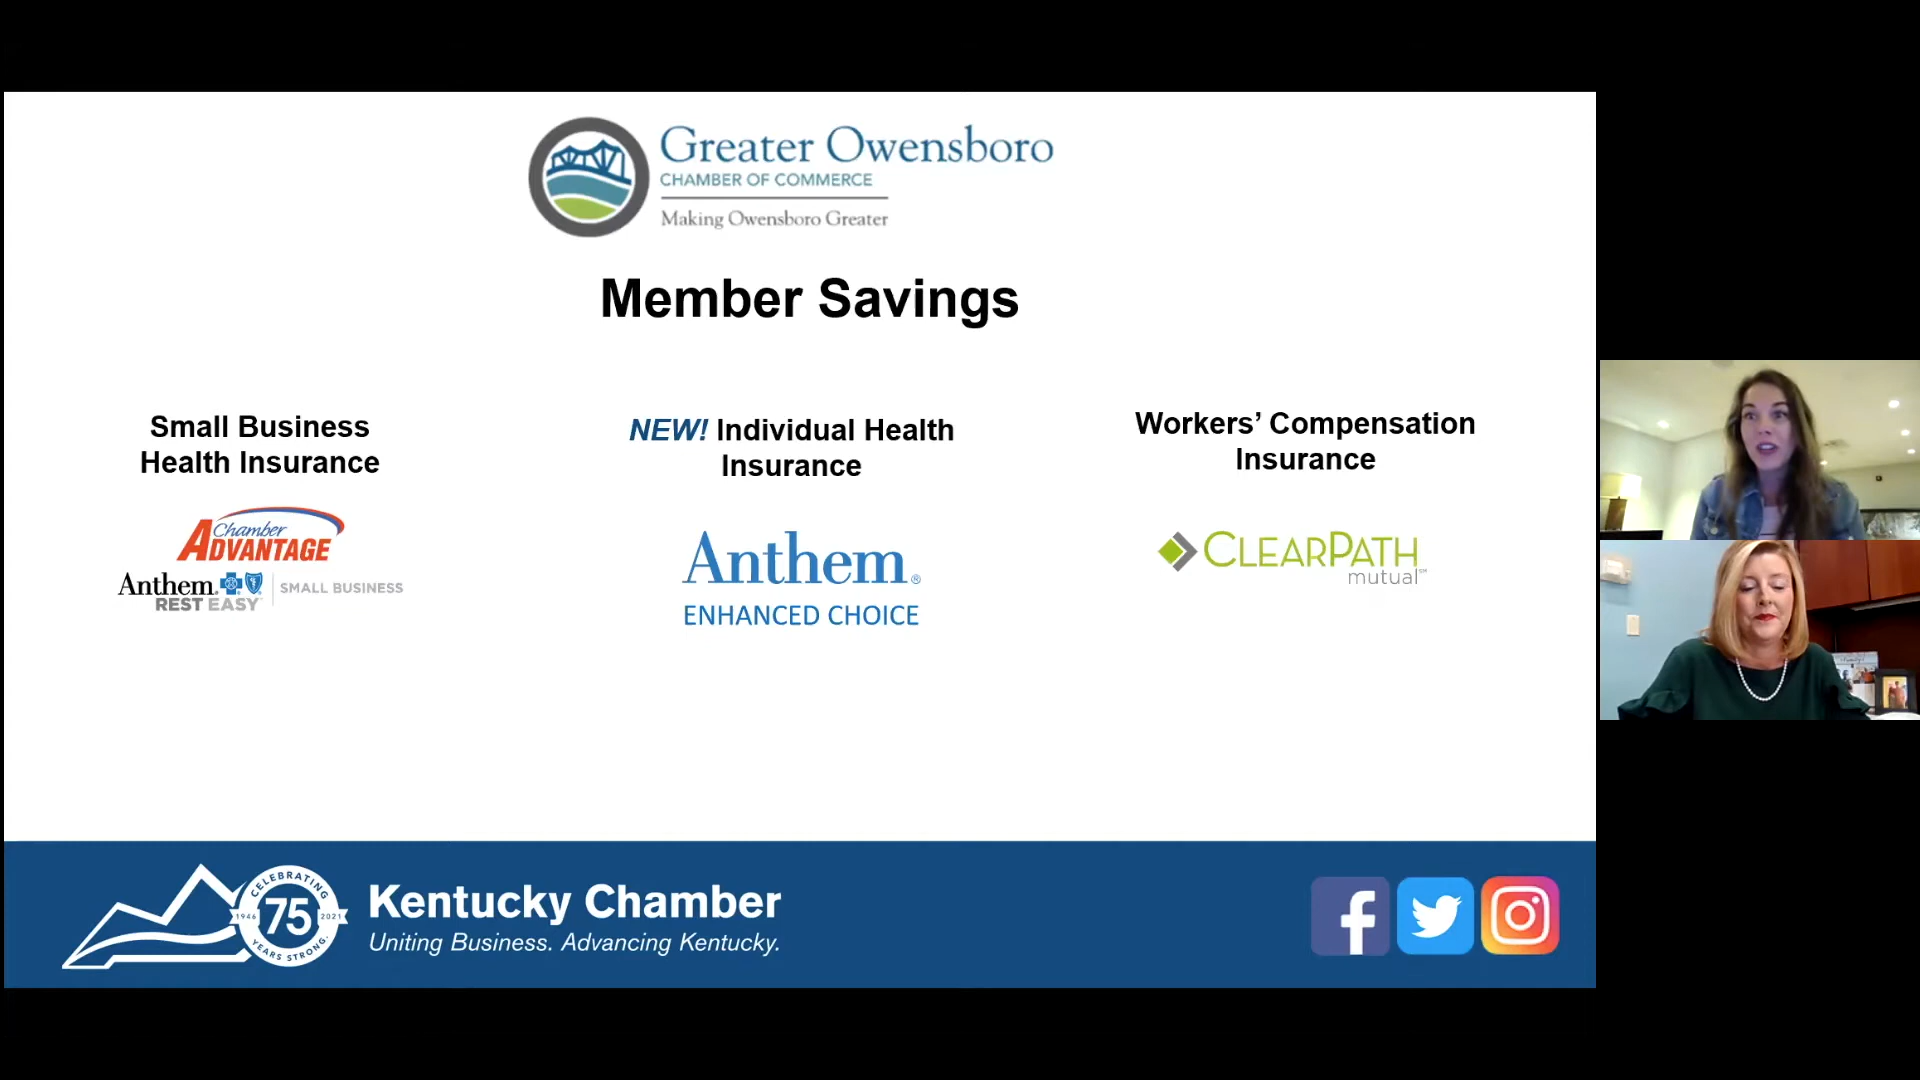 Greater Owensboro
CHAMBER OF COMMERCE
Making Owensboro Greater
Member Savings
Small Business
Health Insurance
Chamber
ADVANTAGE
Anthem
REST EASY
SMALL BUSINESS
NEW! Individual Health
Insurance
Anthem®
ENHANCED CHOICE
Workers’ Compensation
Insurance
CLEARPATH
mutual℠
CELEBRATING
1946 75 2021
YEARS STRONG.
Kentucky Chamber
Uniting Business. Advancing Kentucky.